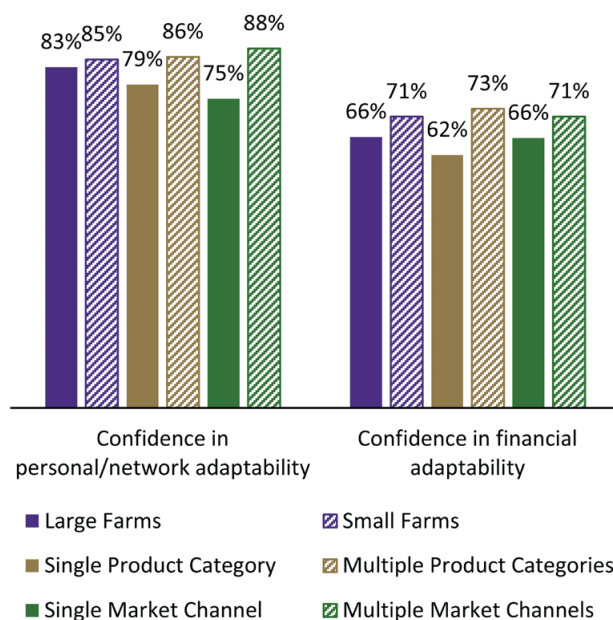 83%
85%
79%
86%
75%
88%
66%
71%
62%
73%
66%
71%
Confidence in
personal/network adaptability
Confidence in financial
adaptability
Large Farms
Small Farms
Single Product Category
Multiple Product Categories
Single Market Channel
Multiple Market Channels